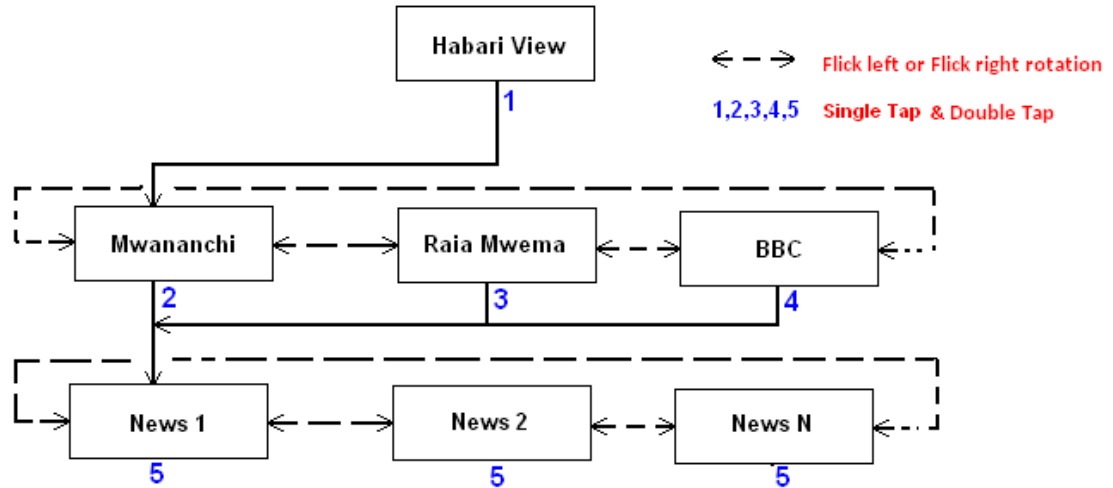 Habari View
Flick left or Flick right rotation
1
1,2,3,4,5 Single Tap & Double Tap
Mwananchi
Raia Mwema
BBC
2
3
4
News 1
News 2
News N
5
5
5